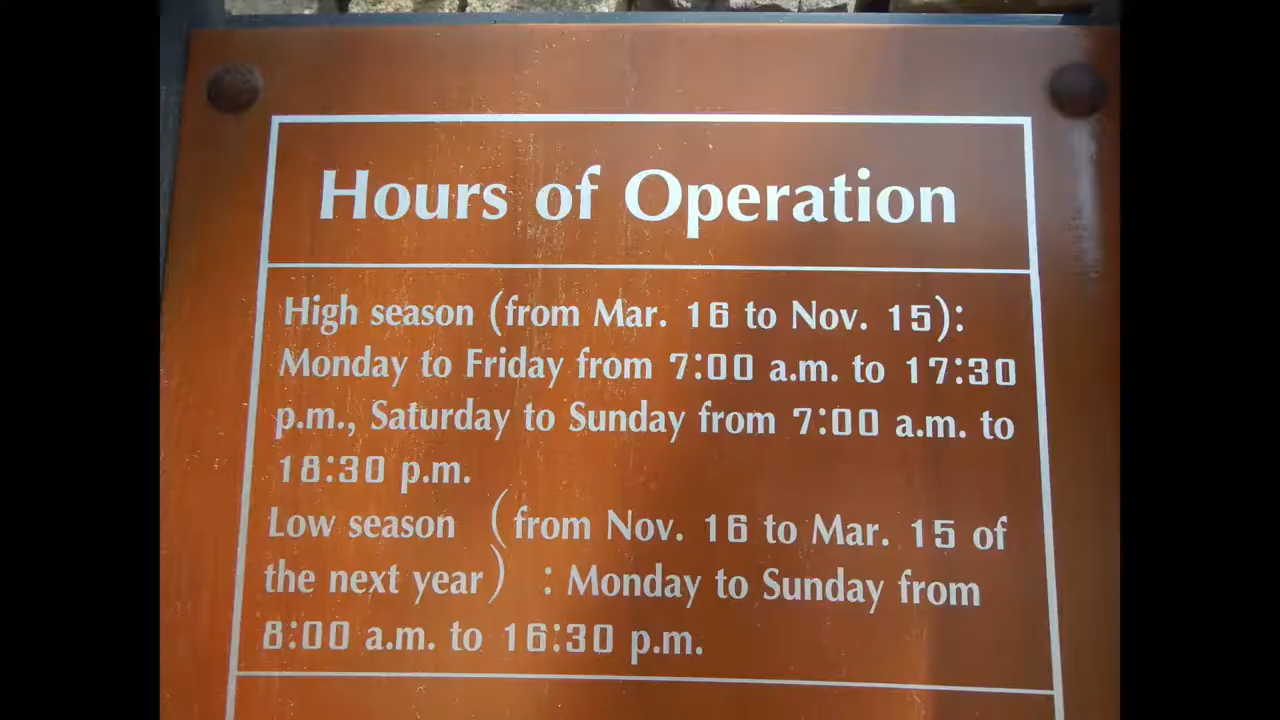 Hours of Operation
High season (from Mar. 16 to Nov. 15):
Monday to Friday from 7:00 a.m. to 17:30
p.m., Saturday to Sunday from 7:00 a.m. to
18:30 p.m.
Low season (from Nov. 16 to Mar. 15 of
the next year) : Monday to Sunday from
8:00 a.m. to 16:30 p.m.